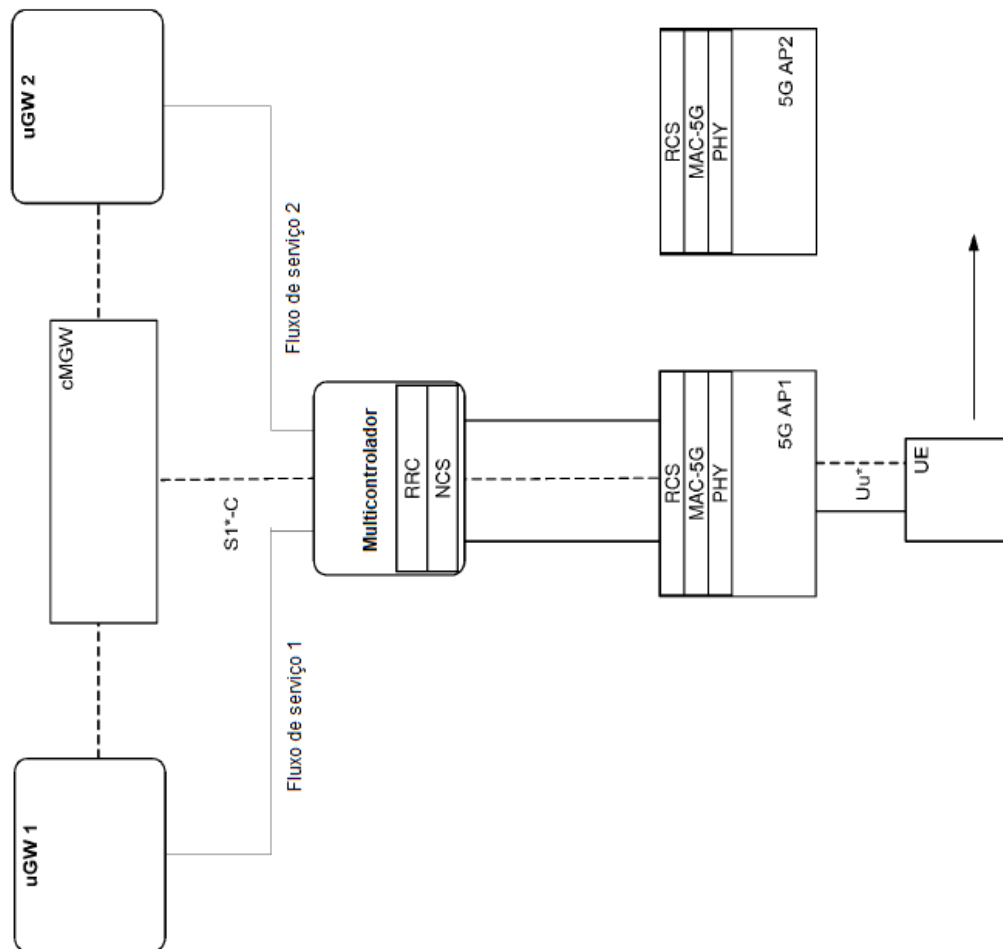 uGW 1
cMGW
uGW 2
Fluxo de serviço 1
S1*-C
Fluxo de serviço 2
Multicontrolador
RRC
NCS
RCS
MAC-5G
PHY
5G AP1
RCS
MAC-5G
PHY
5G AP2
Uu*
UE